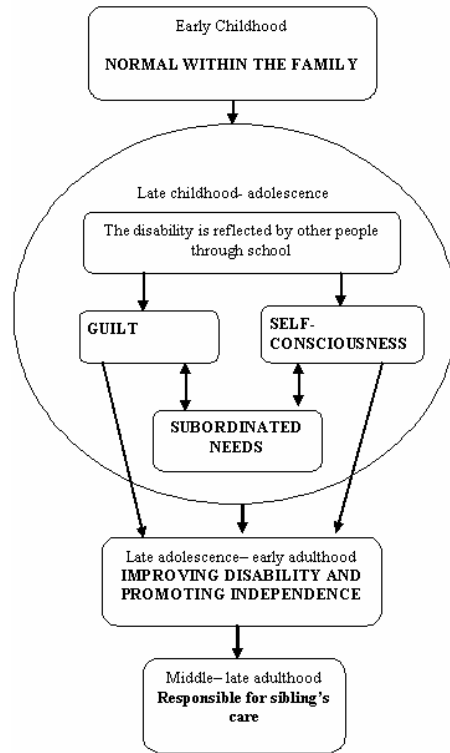 Early Childhood
NORMAL WITHIN THE FAMILY
Late childhood- adolescence
The disability is reflected by other people
through school
GUILT
SELF-
CONSCIOUSNESS
SUBORDINATED
NEEDS
Late adolescence– early adulthood
IMPROVING DISABILITY AND
PROMOTING INDEPENDENCE
Middle– late adulthood
Responsible for sibling's
care